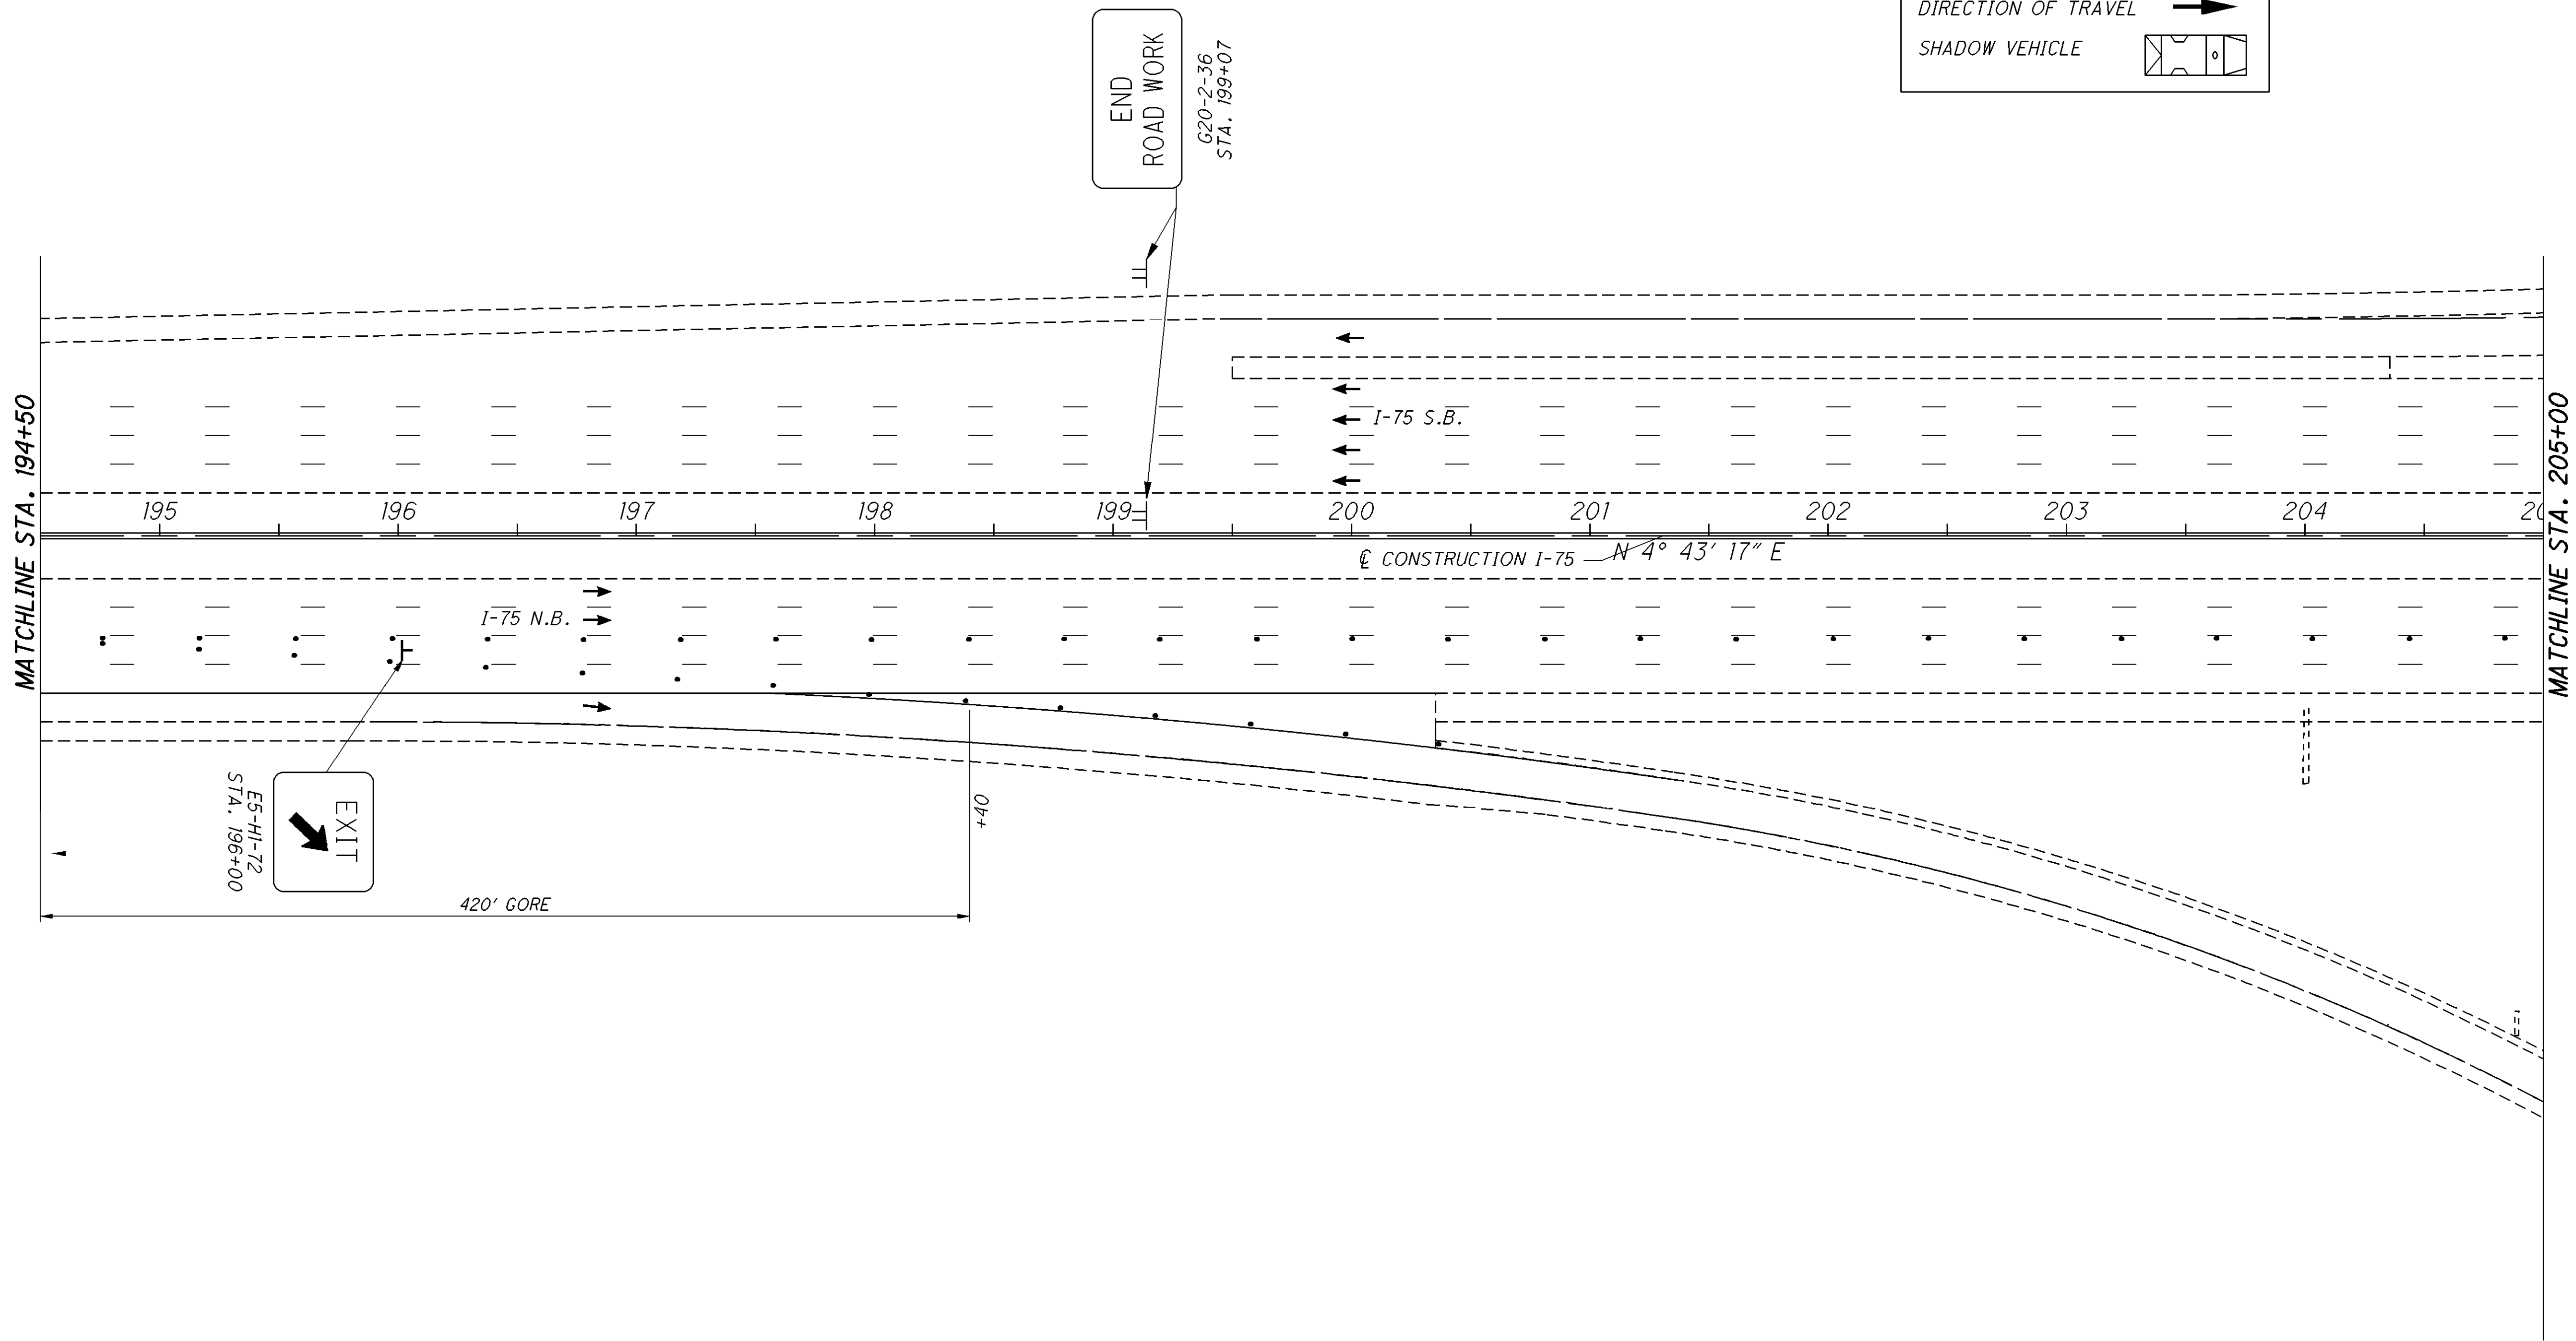 DIRECTION OF TRAVEL
SHADOW VEHICLE
END
ROAD WORK
G20-2-36
STA. 199+07
MATCHLINE STA. 194+50
MATCHLINE STA. 205+00
I-75 S.B.
195 196 197 198 199 200 201 202 203 204 20
℄ CONSTRUCTION I-75
N 4° 43' 17" E
I-75 N.B.
EXIT
E5-H1-72
STA. 196+00
+40
420' GORE